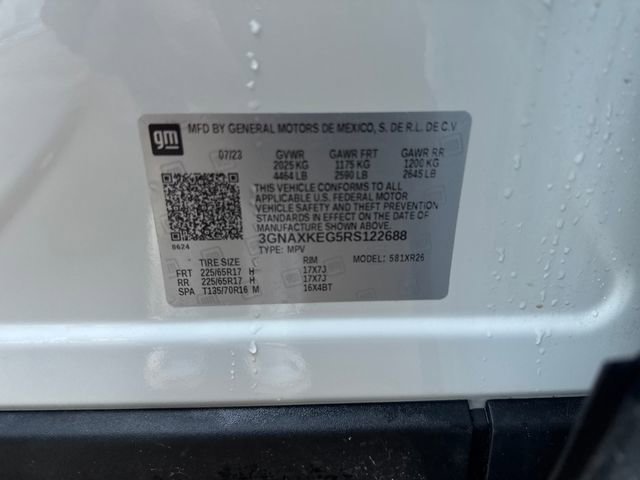 gm MFD BY GENERAL MOTORS DE MEXICO, S. DE R.L. DE C.V
07/23 GVWR GAWR FRT GAWR RR
2025 KG 1175 KG 1200 KG
4464 LB 2590 LB 2645 LB
THIS VEHICLE CONFORMS TO ALL
APPLICABLE U.S. FEDERAL MOTOR
VEHICLE SAFETY AND THEFT
PREVENTION STANDARDS IN EFFECT ON
THE DATE OF MANUFACTURE SHOWN ABOVE.
3GNAXKEG5RS122688
8624 TYPE: MPV MODEL: 581XR26
TIRE SIZE RIM
FRT 225/65R17 H 17X7J
RR 225/65R17 H 17X7J
SPA T135/70R16 M 16X4BT